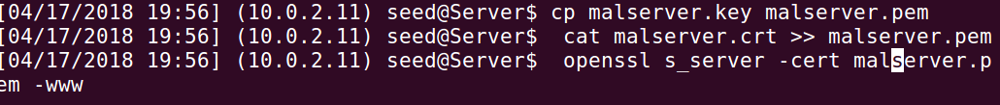 [04/17/2018 19:56] (10.0.2.11) seed@Server$ cp malserver.key malserver.pem
[04/17/2018 19:56] (10.0.2.11) seed@Server$  cat malserver.crt >> malserver.pem
[04/17/2018 19:56] (10.0.2.11) seed@Server$  openssl s_server -cert malserver.p
em -www